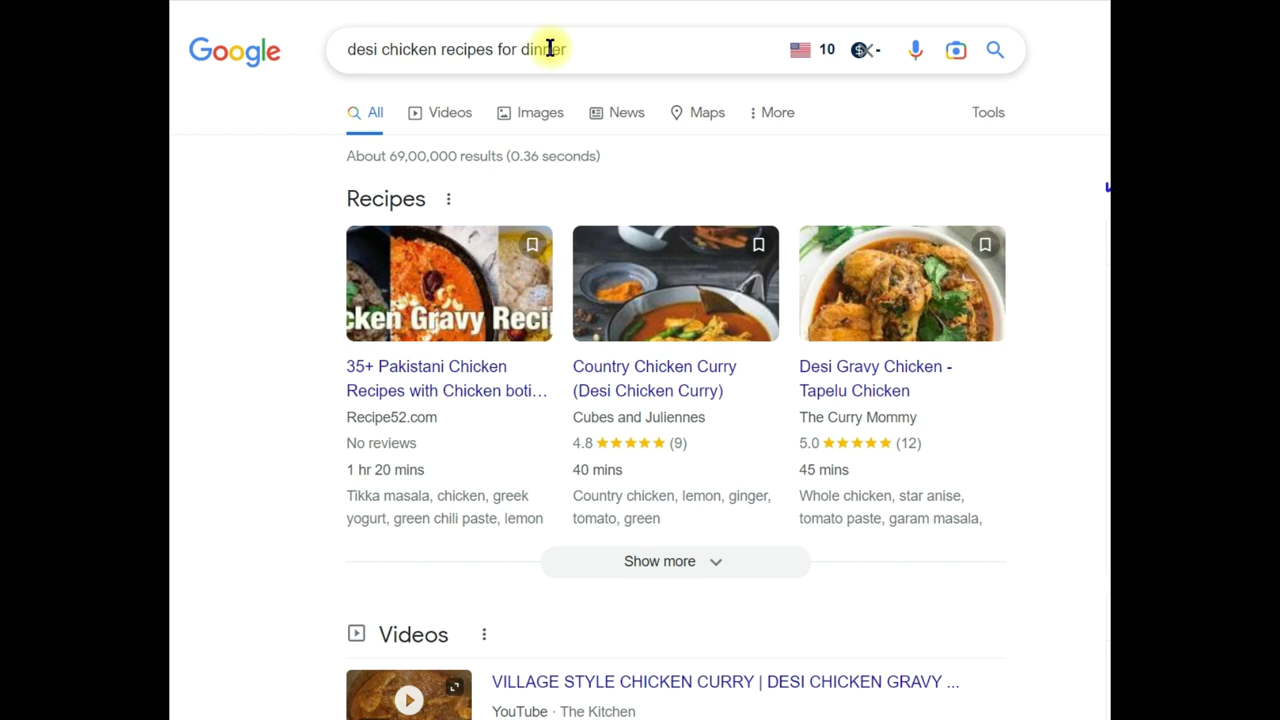 Google
desi chicken recipes for dinner
10
-
All
Videos
Images
News
Maps
More
Tools
About 69,00,000 results (0.36 seconds)
Recipes
cken Gravy Reci
35+ Pakistani Chicken
Recipes with Chicken boti...
Recipe52.com
No reviews
1 hr 20 mins
Tikka masala, chicken, greek
yogurt, green chili paste, lemon
Country Chicken Curry
(Desi Chicken Curry)
Cubes and Juliennes
4.8 ★★★★★ (9)
40 mins
Country chicken, lemon, ginger,
tomato, green
Desi Gravy Chicken -
Tapelu Chicken
The Curry Mommy
5.0 ★★★★★ (12)
45 mins
Whole chicken, star anise,
tomato paste, garam masala,
Show more
Videos
VILLAGE STYLE CHICKEN CURRY | DESI CHICKEN GRAVY ...
YouTube · The Kitchen